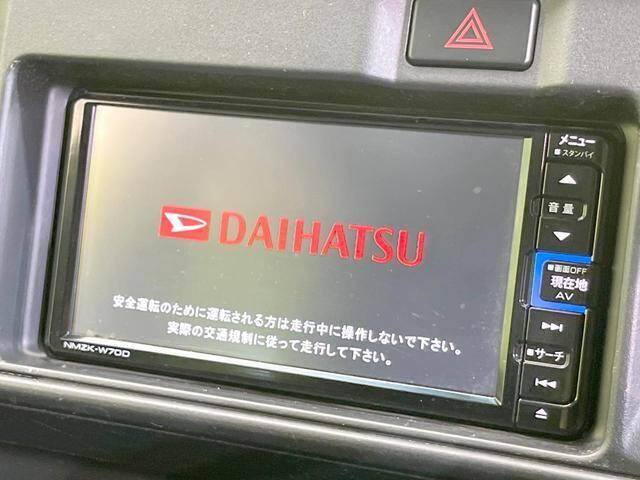 メニュー
■スタンバイ
音量
■画面OFF
現在地
AV
■サーチ
DAIHATSU
安全運転のために運転される方は走行中に操作しないで下さい。
実際の交通規制に従って走行して下さい。
NMZK-W70D